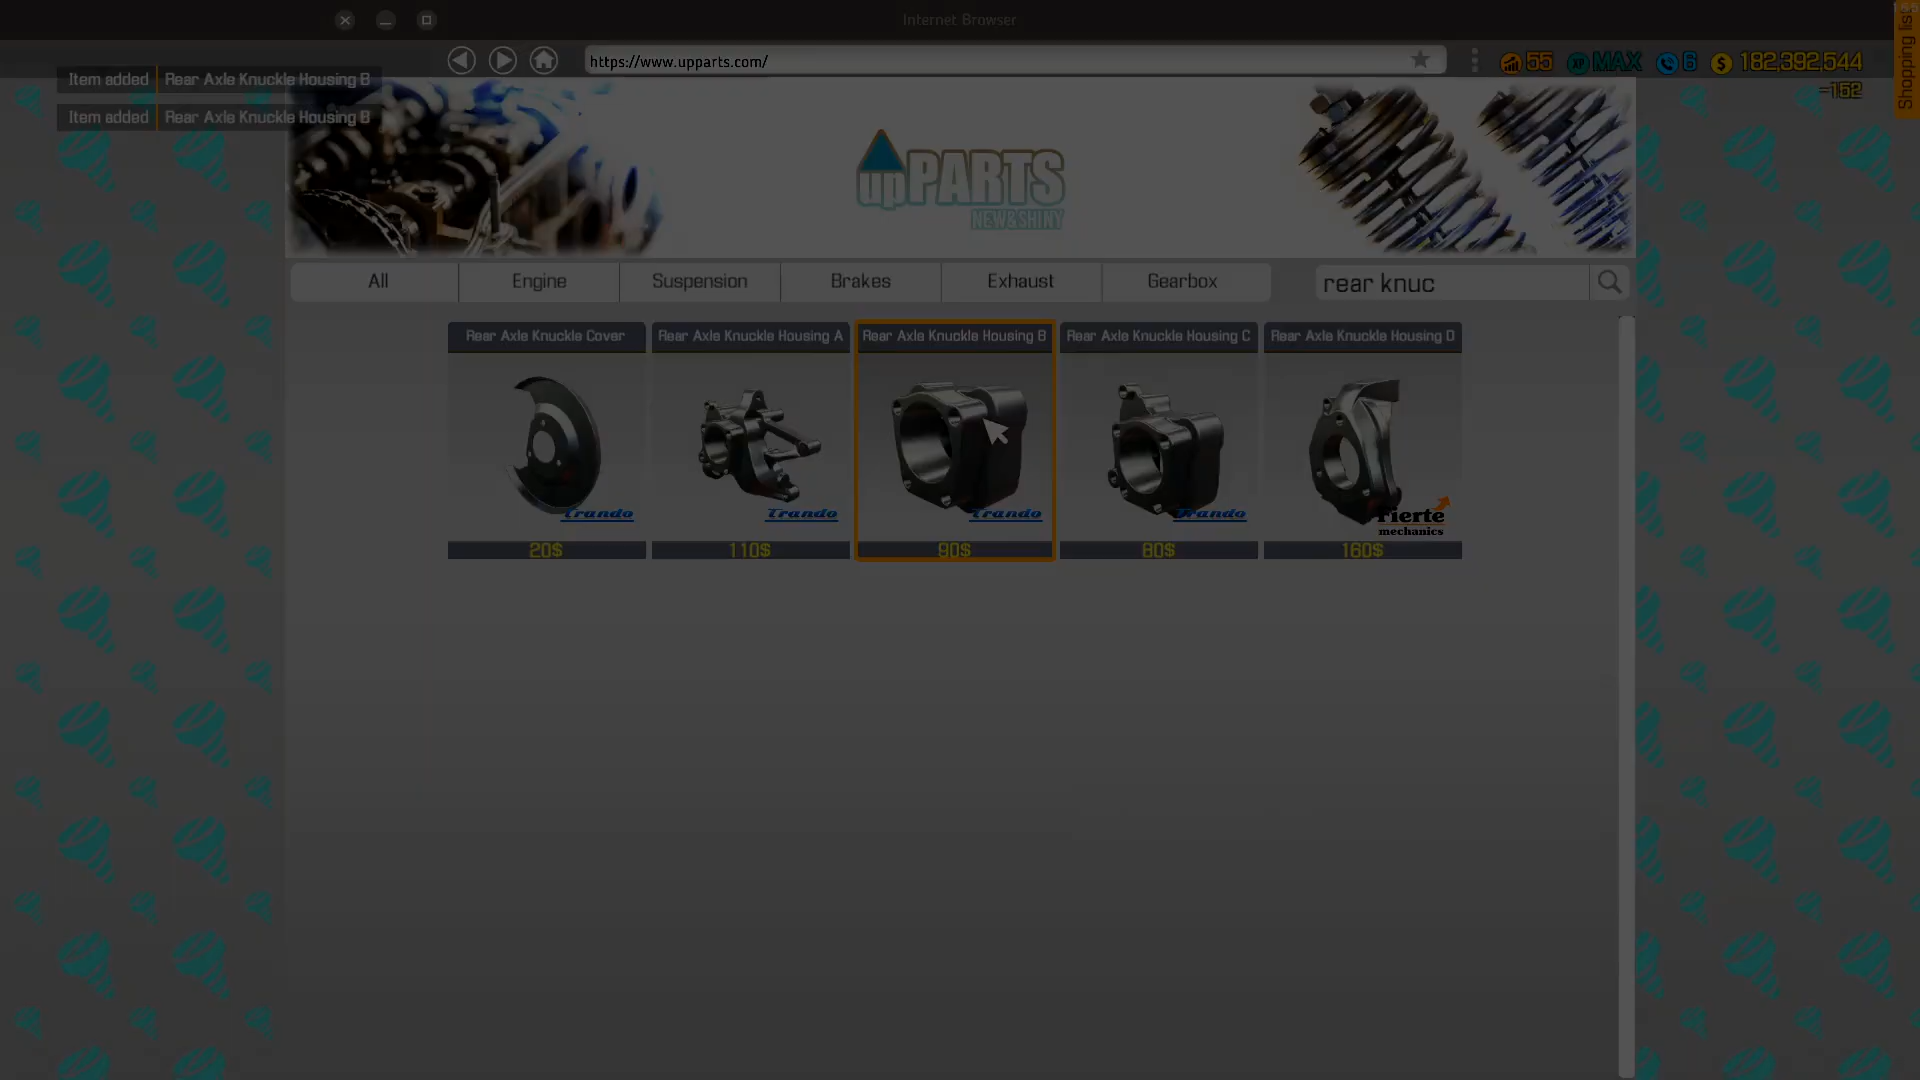 Internet Browser
https://www.upparts.com/
55
MAX
6
182,392,544
-152
Shopping list
Item added Rear Axle Knuckle Housing B
Item added Rear Axle Knuckle Housing B
upPARTS
NEW&SHINY
All Engine Suspension Brakes Exhaust Gearbox rear knuc
Rear Axle Knuckle Cover Rear Axle Knuckle Housing A Rear Axle Knuckle Housing B Rear Axle Knuckle Housing C Rear Axle Knuckle Housing D
Trando Trando Trando Trando Fierte
mechanics
20$ 110$ 90$ 80$ 160$